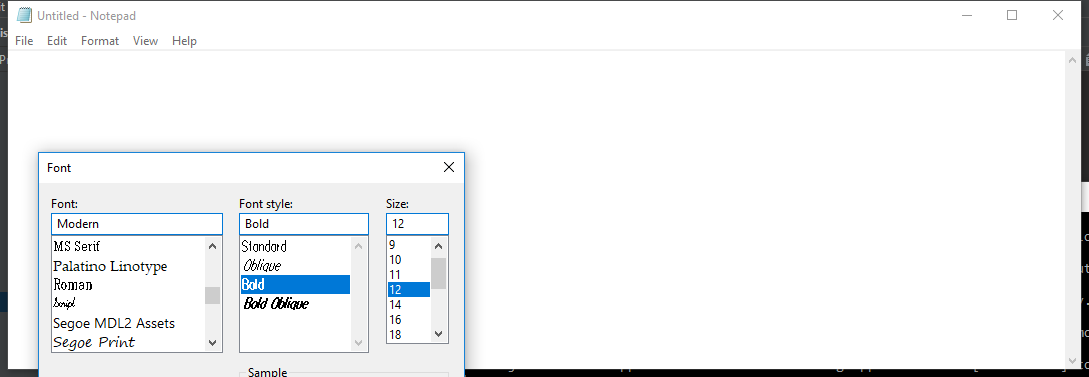 Untitled - Notepad
File Edit Format View Help
Font
Font: Font style: Size:
Modern Bold 12
MS Serif
Palatino Linotype
Roman
Script
Segoe MDL2 Assets
Segoe Print
Standard
Oblique
Bold
Bold Oblique
9
10
11
12
14
16
18
Sample